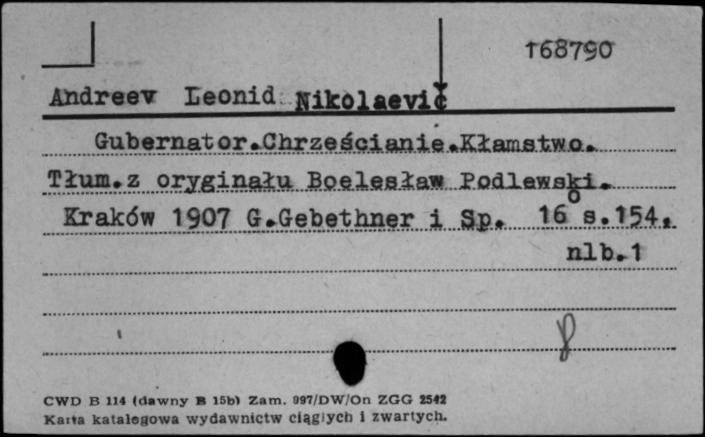 168790
Andreev Leonid Nikolaevič
Gubernator.Chrześcianie.Kłamstwo.
Tłum.z oryginału Boelesław Podlewski.
Kraków 1907 G.Gebethner i Sp. 16° s.154,
nlb.1
CWD B 114 (dawny B 15b) Zam. 997/DW/On ZGG 2542
Karta katalogowa wydawnictw ciągłych i zwartych.